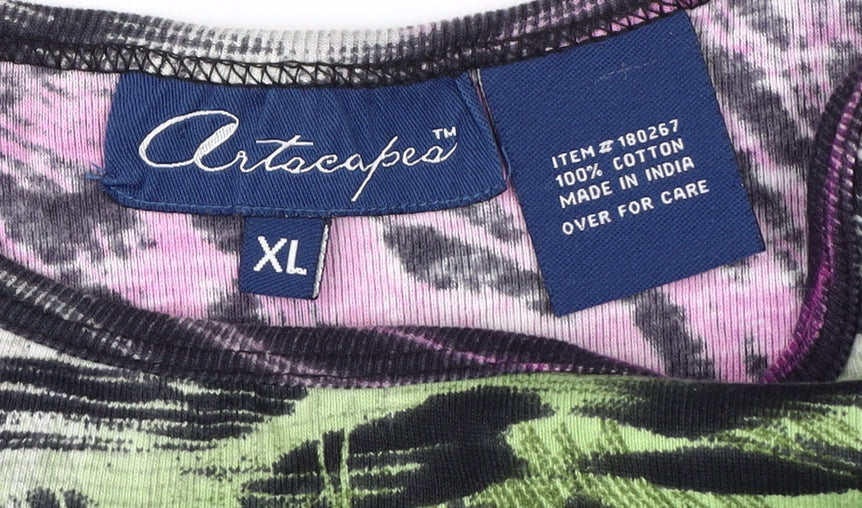 Artscapes™
XL
ITEM # 180267
100% COTTON
MADE IN INDIA
OVER FOR CARE